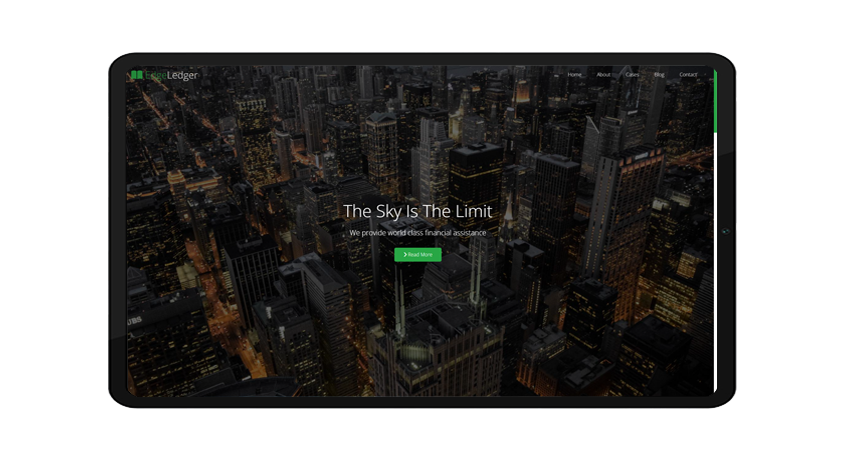 EdgeLedger
Home About Cases Blog Contact
The Sky Is The Limit
We provide world class financial assistance
Read More
UBS